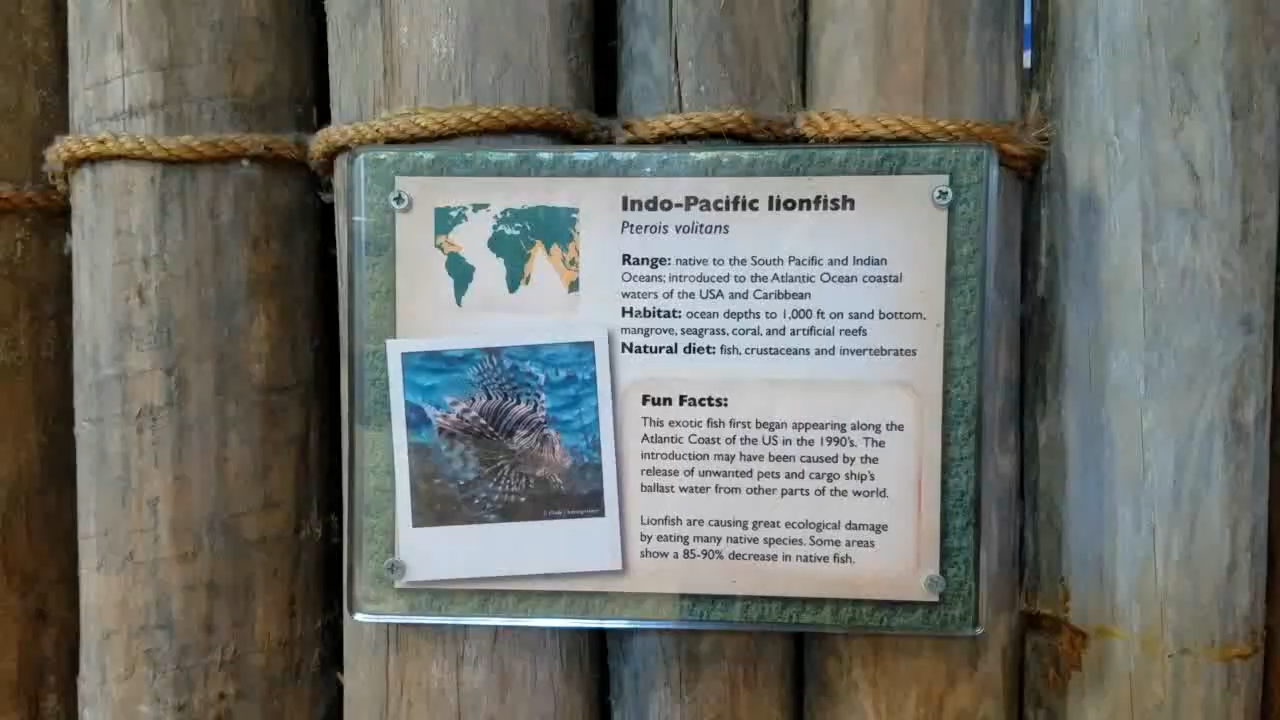 Indo-Pacific lionfish
Pterois volitans
Range: native to the South Pacific and Indian
Oceans; introduced to the Atlantic Ocean coastal
waters of the USA and Caribbean
Habitat: ocean depths to 1,000 ft on sand bottom,
mangrove, seagrass, coral, and artificial reefs
Natural diet: fish, crustaceans and invertebrates
Fun Facts:
This exotic fish first began appearing along the
Atlantic Coast of the US in the 1990's. The
introduction may have been caused by the
release of unwanted pets and cargo ship's
ballast water from other parts of the world.
Lionfish are causing great ecological damage
by eating many native species. Some areas
show a 85-90% decrease in native fish.